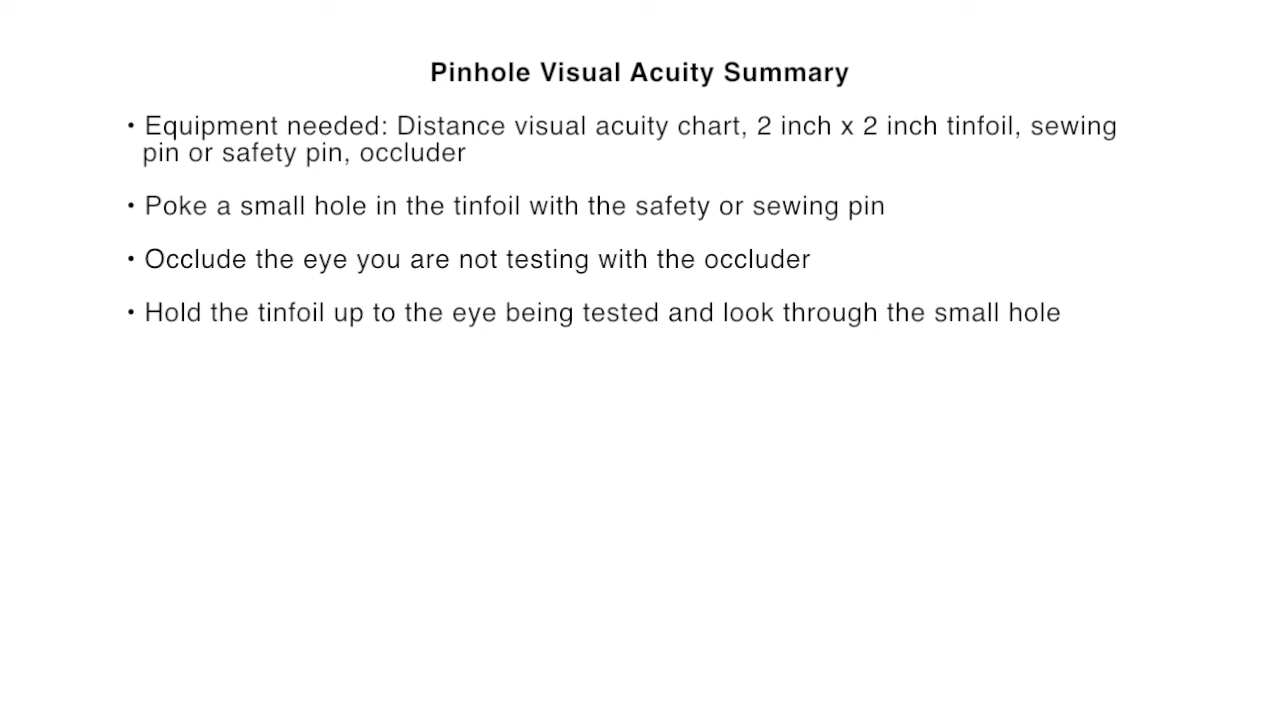 Pinhole Visual Acuity Summary
• Equipment needed: Distance visual acuity chart, 2 inch x 2 inch tinfoil, sewing
pin or safety pin, occluder
• Poke a small hole in the tinfoil with the safety or sewing pin
• Occlude the eye you are not testing with the occluder
• Hold the tinfoil up to the eye being tested and look through the small hole